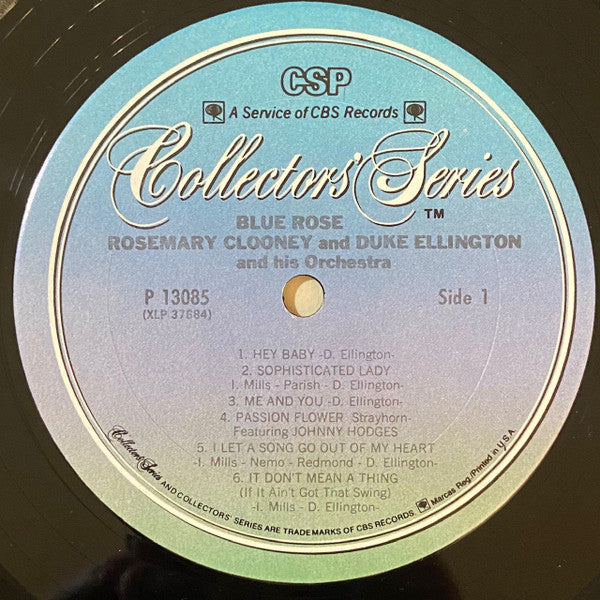 CSP
A Service of CBS Records
Collectors' Series
TM
BLUE ROSE
ROSEMARY CLOONEY and DUKE ELLINGTON
and his Orchestra
P 13085
Side 1
(XLP 37684)
1. HEY BABY -D. Ellington-
2. SOPHISTICATED LADY
I. Mills - Parish - D. Ellington-
3. ME AND YOU -D. Ellington-
4. PASSION FLOWER Strayhorn-
Featuring JOHNNY HODGES
5. I LET A SONG GO OUT OF MY HEART
-I. Mills - Nemo - Redmond - D. Ellington-
6. IT DON'T MEAN A THING
(If It Ain't Got That Swing)
-I. Mills - D. Ellington-
Collectors' Series AND COLLECTORS' SERIES ARE TRADEMARKS OF CBS RECORDS Marcas Reg./Printed in U.S.A.